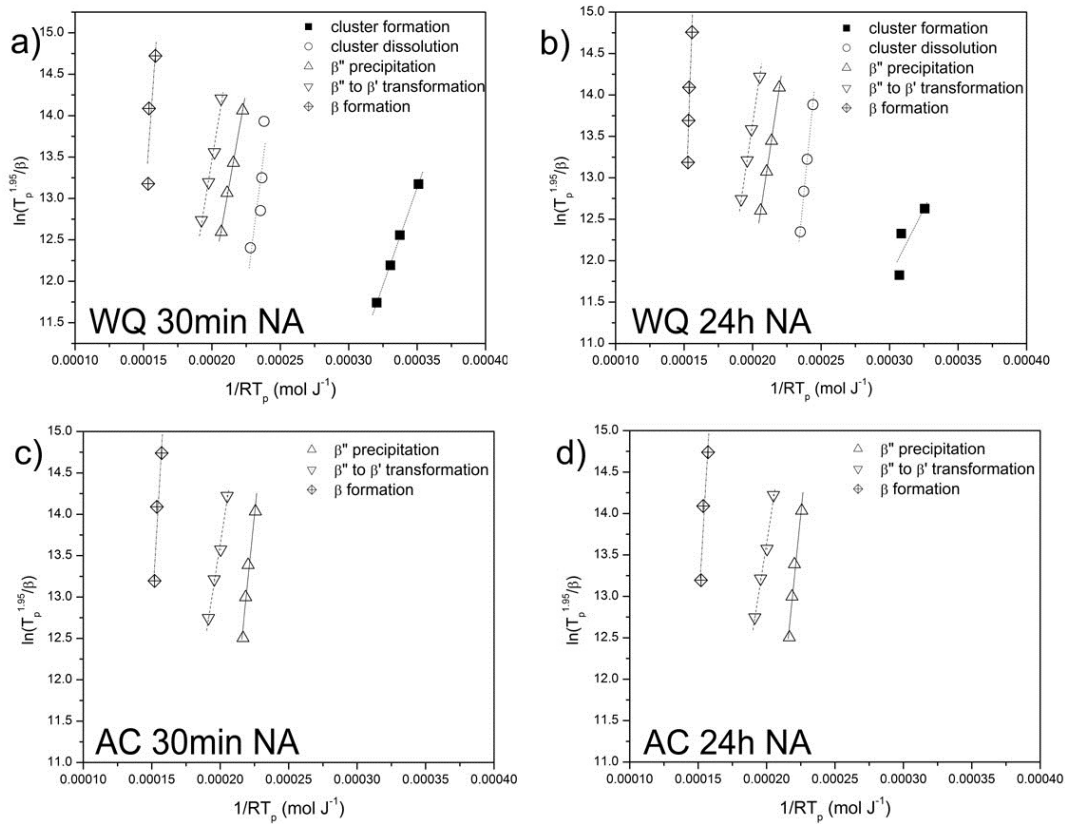 a)
cluster formation
cluster dissolution
β" precipitation
β" to β' transformation
β formation
15.0
14.5
14.0
13.5
13.0
12.5
12.0
11.5
ln(Tp^1.95/β)
WQ 30min NA
0.00010 0.00015 0.00020 0.00025 0.00030 0.00035 0.00040
1/RTp (mol J⁻¹)
b)
cluster formation
cluster dissolution
β" precipitation
β" to β' transformation
β formation
15.0
14.5
14.0
13.5
13.0
12.5
12.0
11.5
11.0
ln(Tp^1.95/β)
WQ 24h NA
0.00010 0.00015 0.00020 0.00025 0.00030 0.00035 0.00040
1/RTp (mol J⁻¹)
c)
β" precipitation
β" to β' transformation
β formation
15.0
14.5
14.0
13.5
13.0
12.5
12.0
11.5
11.0
ln(Tp^1.95/β)
AC 30min NA
0.00010 0.00015 0.00020 0.00025 0.00030 0.00035 0.00040
1/RTp (mol J⁻¹)
d)
β" precipitation
β" to β' transformation
β formation
15.0
14.5
14.0
13.5
13.0
12.5
12.0
11.5
11.0
ln(Tp^1.95/β)
AC 24h NA
0.00010 0.00015 0.00020 0.00025 0.00030 0.00035 0.00040
1/RTp (mol J⁻¹)